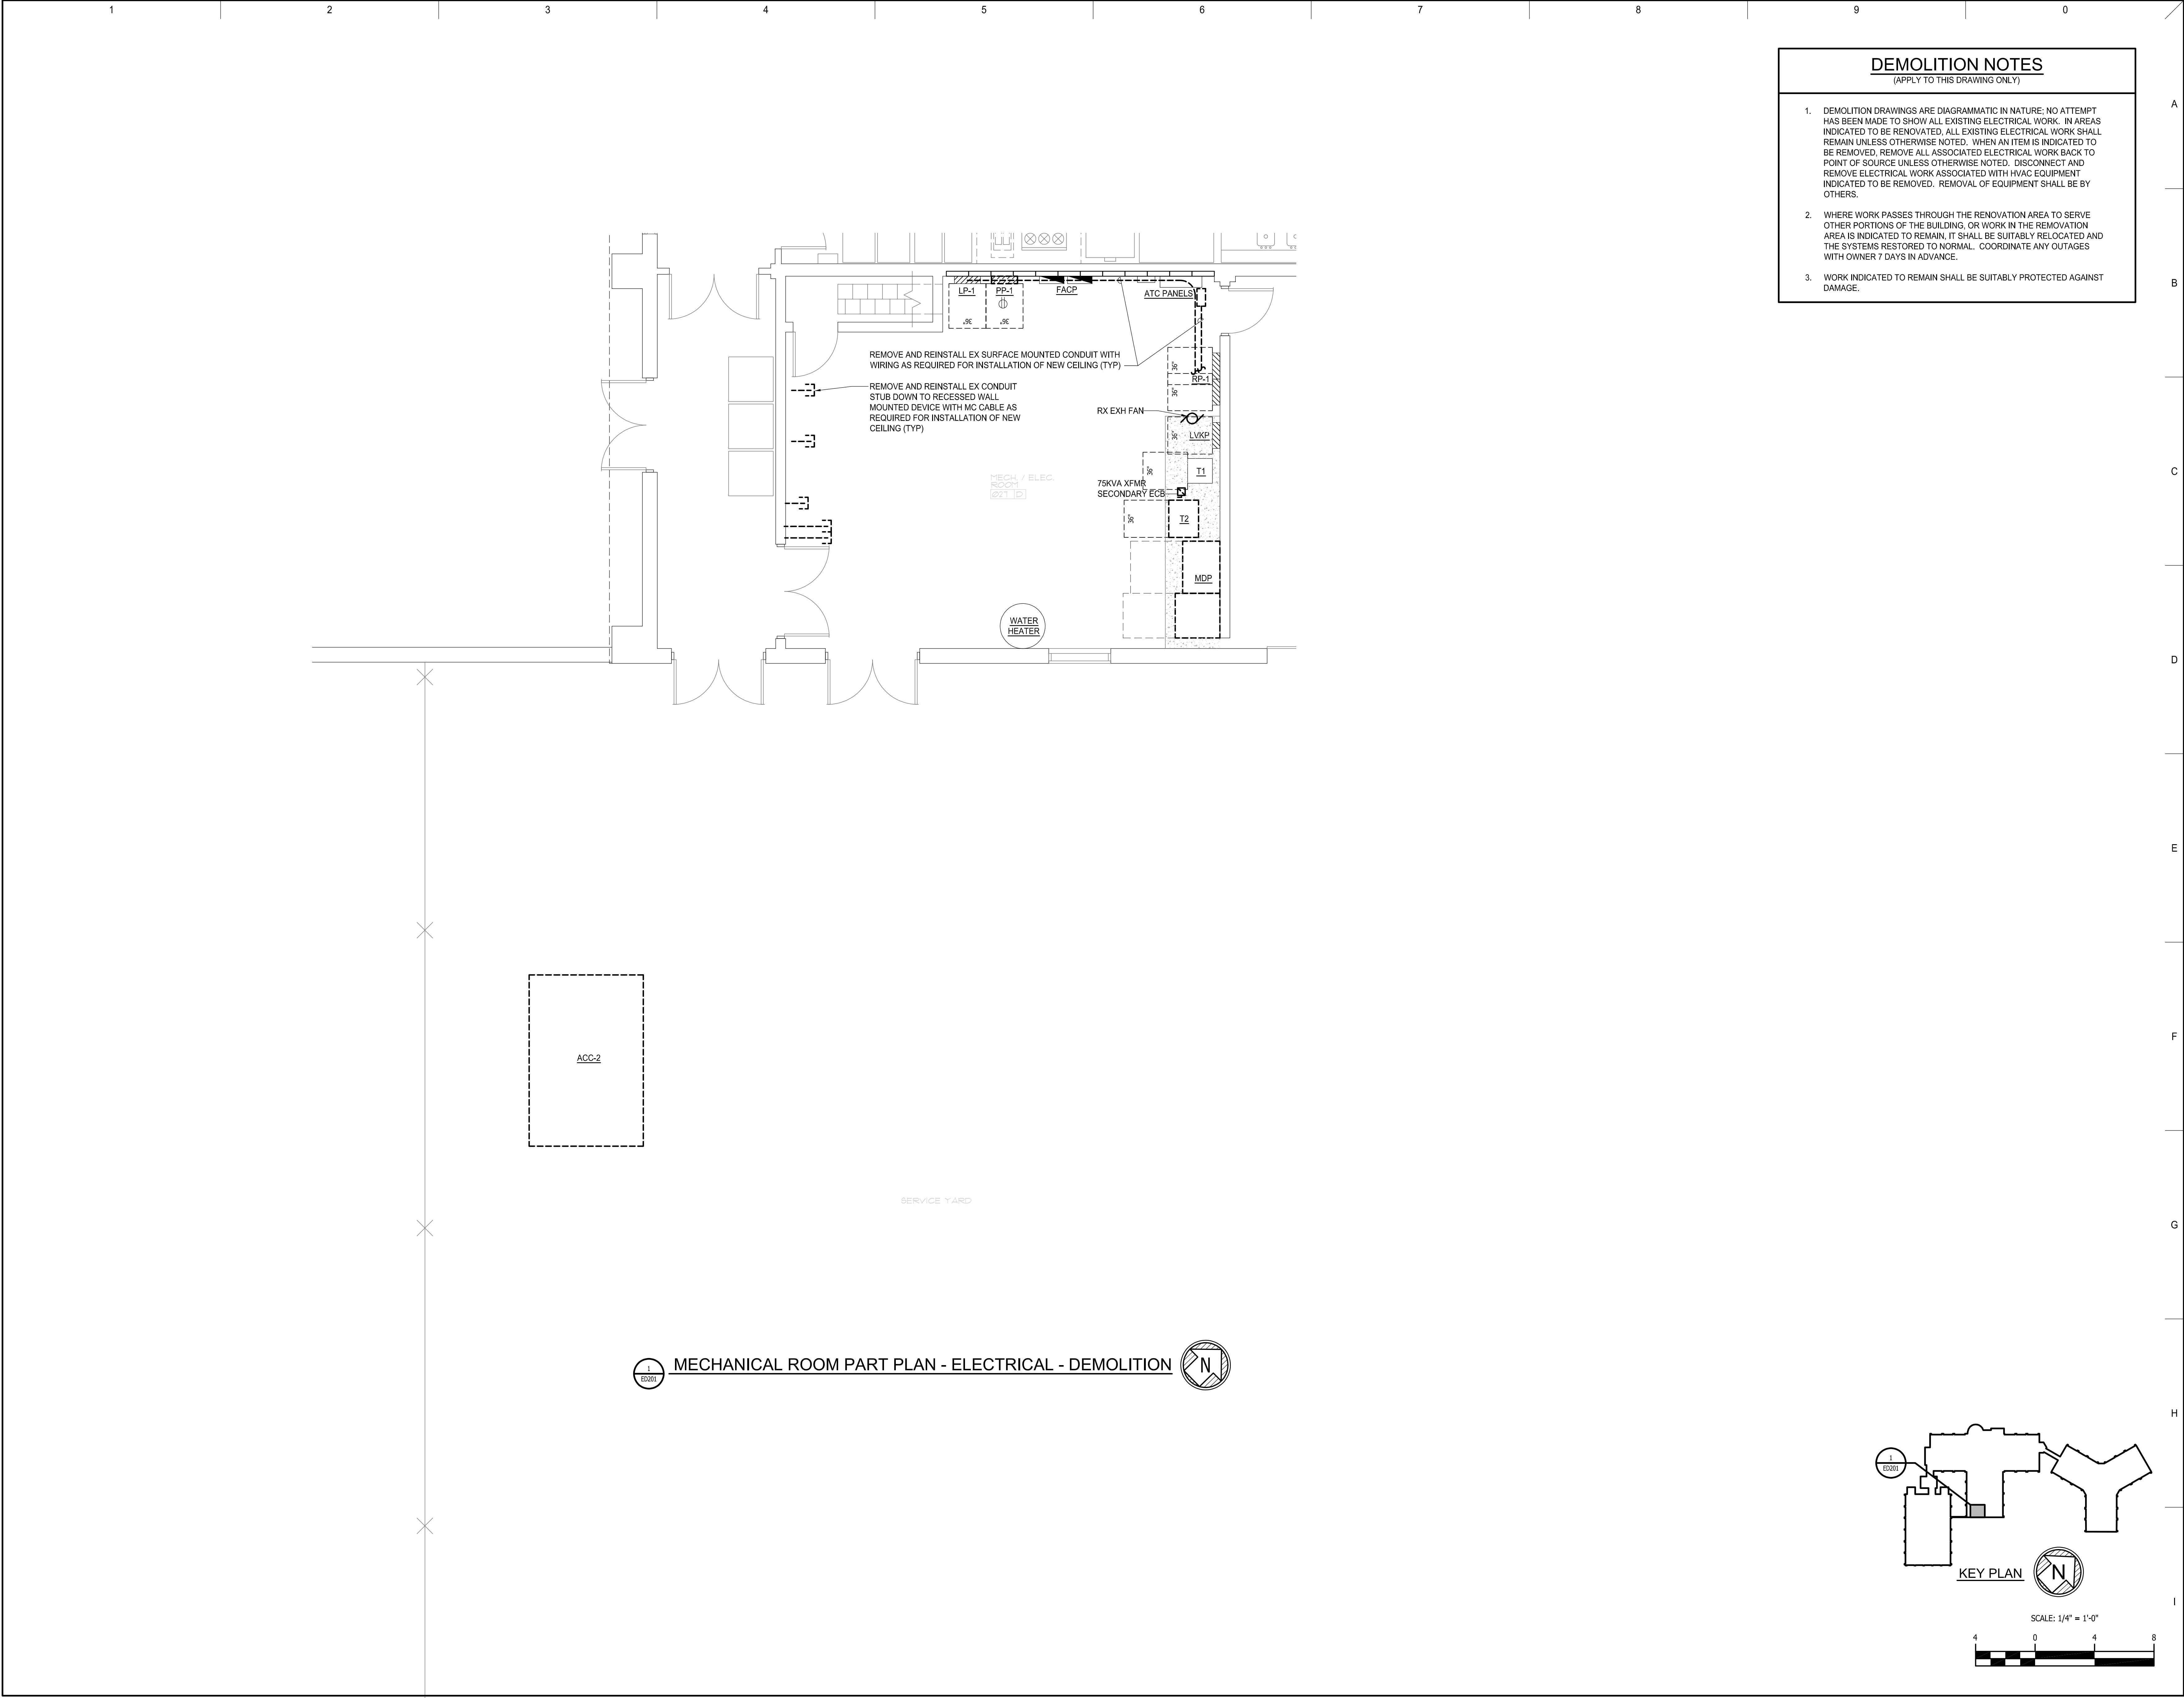 1 2 3 4 5 6 7 8 9 0
A
B
C
D
E
F
G
H
I
DEMOLITION NOTES
(APPLY TO THIS DRAWING ONLY)
1. DEMOLITION DRAWINGS ARE DIAGRAMMATIC IN NATURE; NO ATTEMPT
HAS BEEN MADE TO SHOW ALL EXISTING ELECTRICAL WORK. IN AREAS
INDICATED TO BE RENOVATED, ALL EXISTING ELECTRICAL WORK SHALL
REMAIN UNLESS OTHERWISE NOTED. WHEN AN ITEM IS INDICATED TO
BE REMOVED, REMOVE ALL ASSOCIATED ELECTRICAL WORK BACK TO
POINT OF SOURCE UNLESS OTHERWISE NOTED. DISCONNECT AND
REMOVE ELECTRICAL WORK ASSOCIATED WITH HVAC EQUIPMENT
INDICATED TO BE REMOVED. REMOVAL OF EQUIPMENT SHALL BE BY
OTHERS.
2. WHERE WORK PASSES THROUGH THE RENOVATION AREA TO SERVE
OTHER PORTIONS OF THE BUILDING, OR WORK IN THE REMOVATION
AREA IS INDICATED TO REMAIN, IT SHALL BE SUITABLY RELOCATED AND
THE SYSTEMS RESTORED TO NORMAL. COORDINATE ANY OUTAGES
WITH OWNER 7 DAYS IN ADVANCE.
3. WORK INDICATED TO REMAIN SHALL BE SUITABLY PROTECTED AGAINST
DAMAGE.
LP-1
PP-1
FACP
ATC PANELS
36"
36"
REMOVE AND REINSTALL EX SURFACE MOUNTED CONDUIT WITH
WIRING AS REQUIRED FOR INSTALLATION OF NEW CEILING (TYP)
REMOVE AND REINSTALL EX CONDUIT
STUB DOWN TO RECESSED WALL
MOUNTED DEVICE WITH MC CABLE AS
REQUIRED FOR INSTALLATION OF NEW
CEILING (TYP)
36"
RP-1
36"
RX EXH FAN
LVKP
36"
T1
36"
MECH. / ELEC.
ROOM
75KVA XFMR
SECONDARY ECB
T2
36"
MDP
WATER
HEATER
ACC-2
SERVICE YARD
1
ED201
MECHANICAL ROOM PART PLAN - ELECTRICAL - DEMOLITION
N
1
ED201
KEY PLAN
N
SCALE: 1/4" = 1'-0"
4 0 4 8